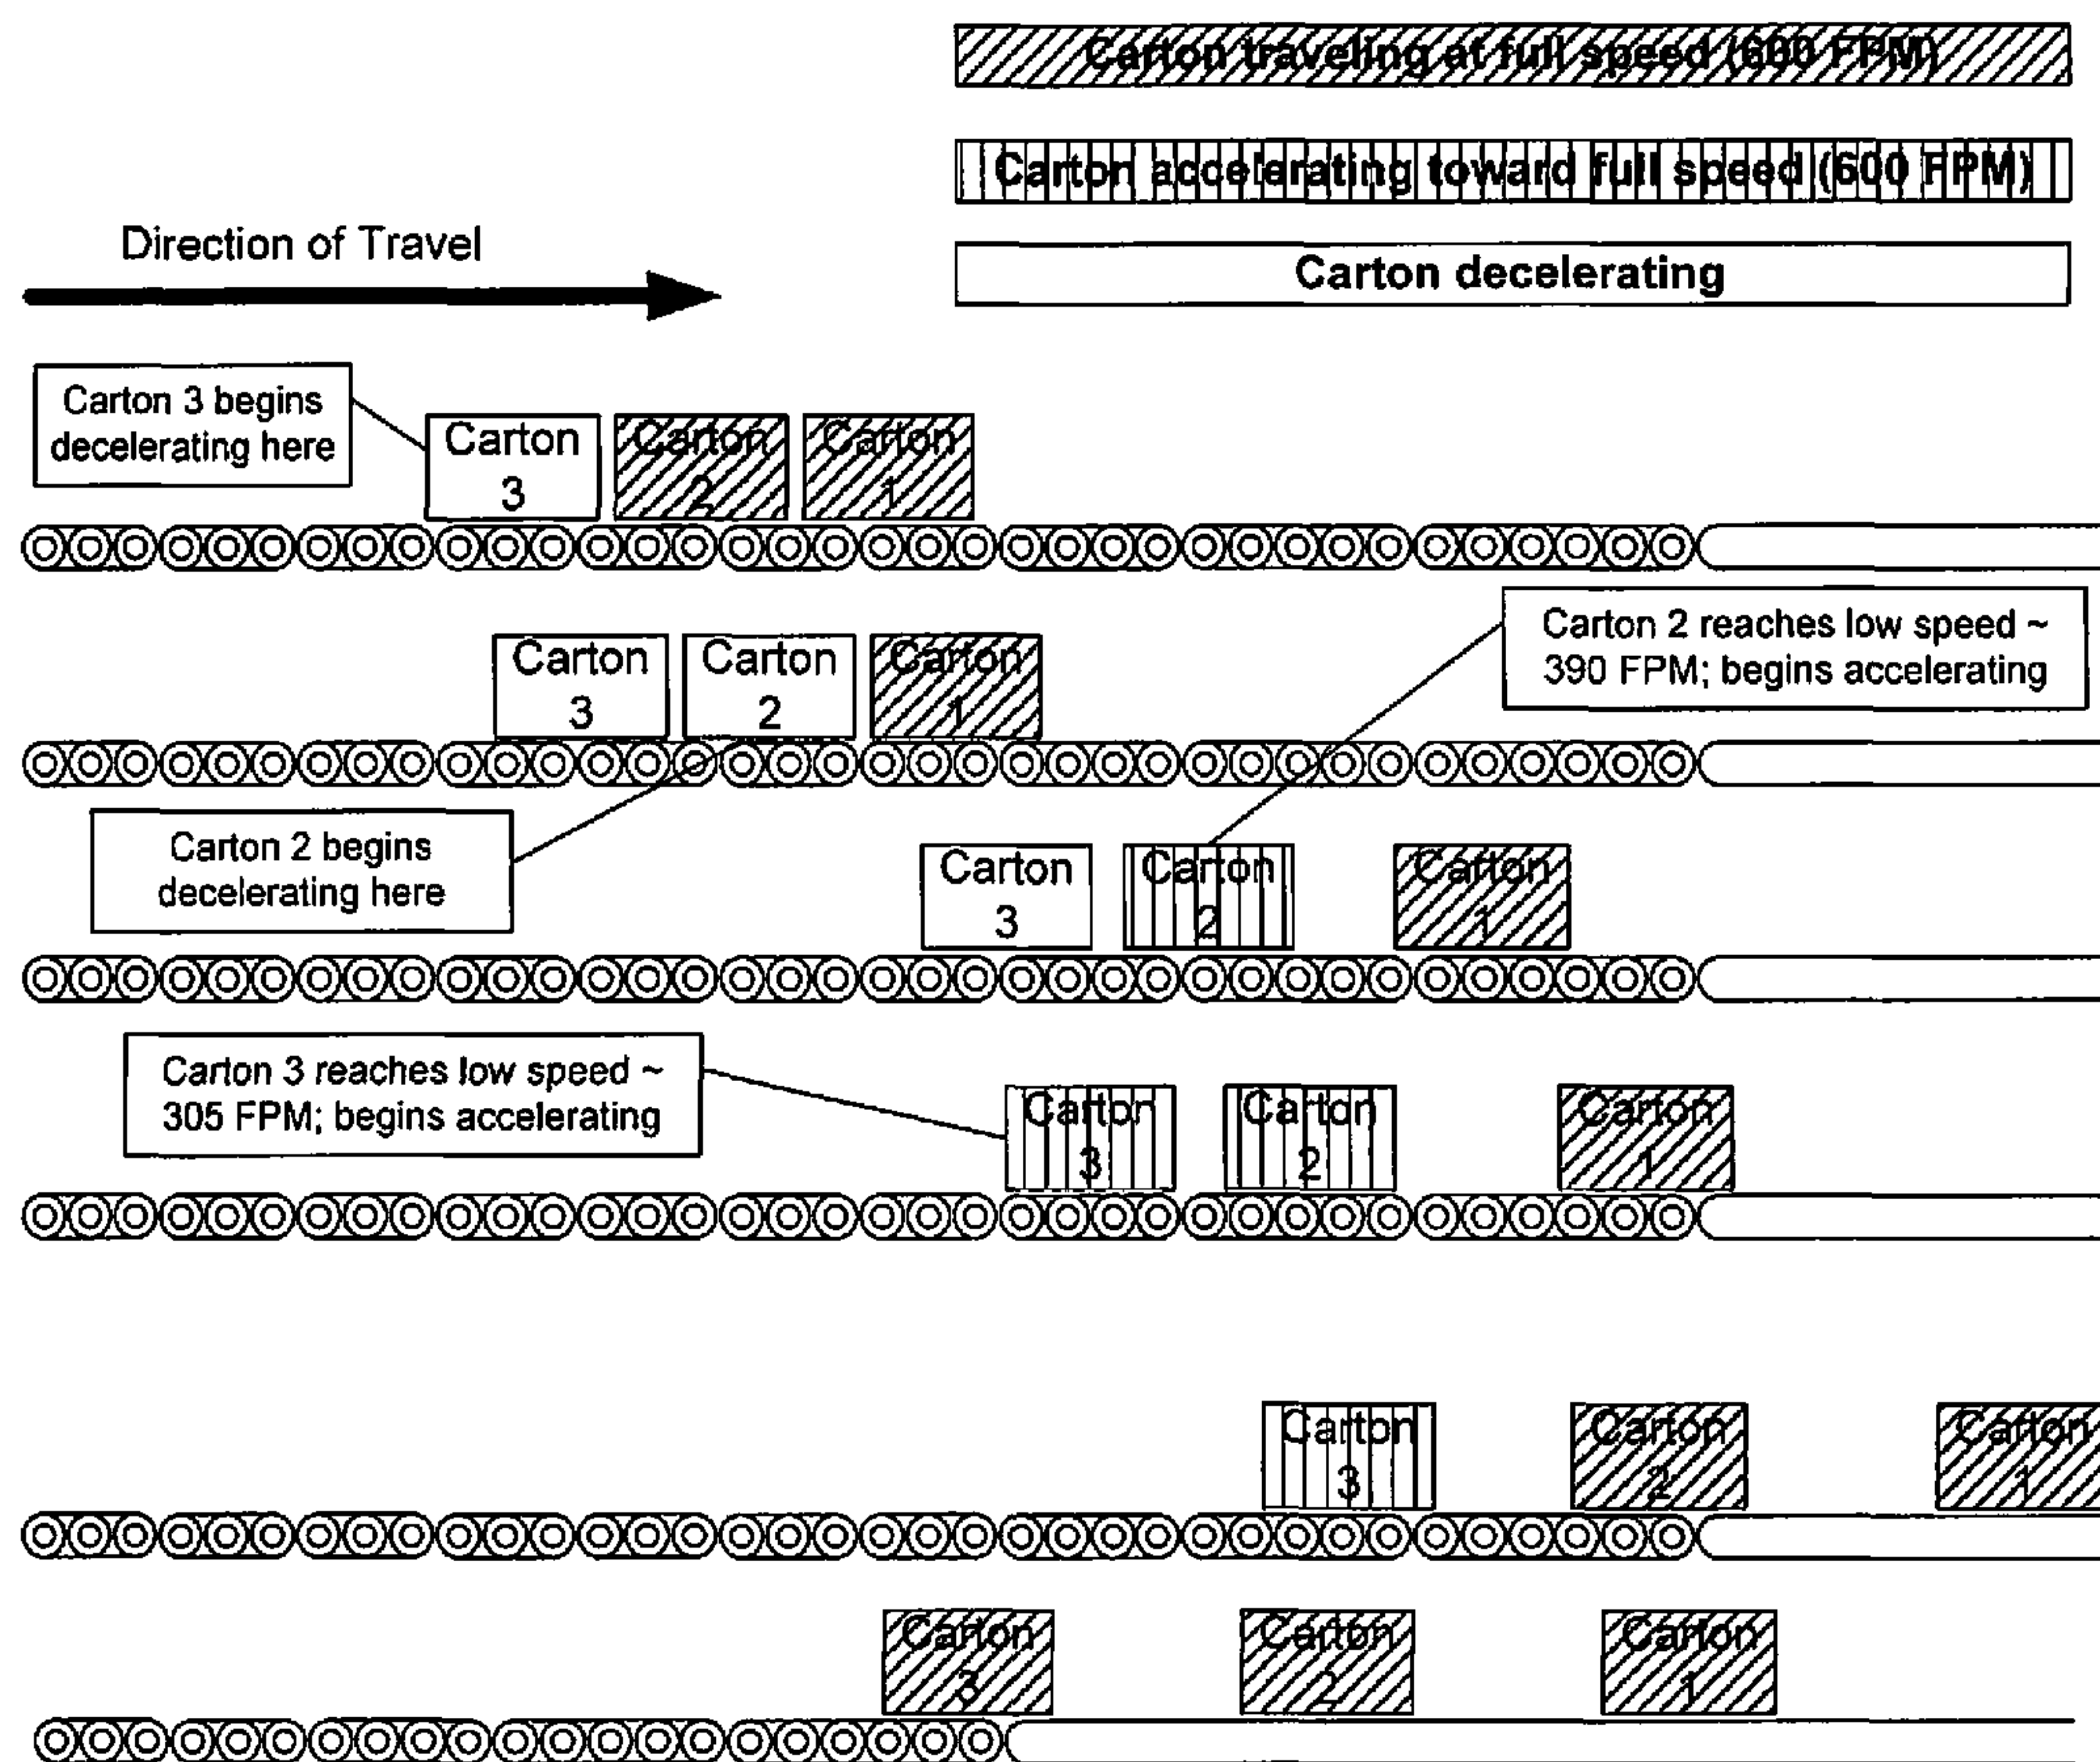 Carton traveling at full speed (600 FPM)
Carton accelerating toward full speed (600 FPM)
Carton decelerating
Direction of Travel
Carton 3 begins
decelerating here
Carton
3
Carton
2
Carton
1
Carton 2 reaches low speed ~
390 FPM; begins accelerating
Carton
3
Carton
2
Carton
1
Carton 2 begins
decelerating here
Carton
3
Carton
2
Carton
1
Carton 3 reaches low speed ~
305 FPM; begins accelerating
Carton
3
Carton
2
Carton
1
Carton
3
Carton
2
Carton
1
Carton
3
Carton
2
Carton
1